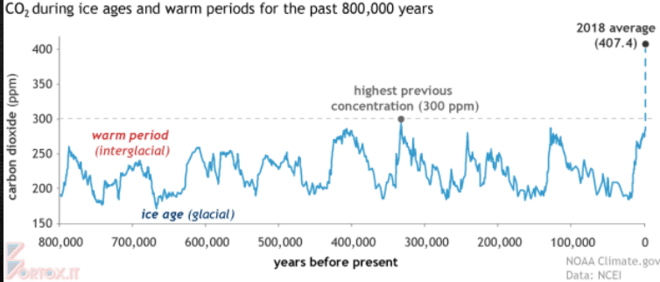 CO₂ during ice ages and warm periods for the past 800,000 years
2018 average
(407.4)
400
350
300
250
200
150
carbon dioxide (ppm)
highest previous
concentration (300 ppm)
warm period
(interglacial)
ice age (glacial)
800,000 700,000 600,000 500,000 400,000 300,000 200,000 100,000 0
years before present
NOAA Climate.gov
Data: NCEI
ORTOX.IT